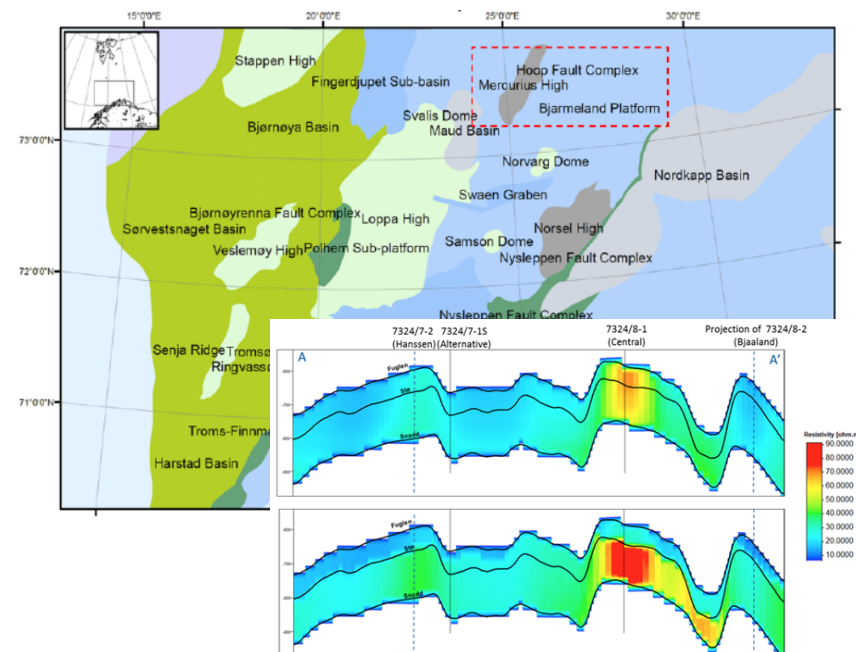 15°0'0"E 20°0'0"E 25°0'0"E 30°0'0"E
Stappen High
Fingerdjupet Sub-basin
Hoop Fault Complex
Mercurius High
Bjarmeland Platform
Svalis Dome
Maud Basin
Bjørnøya Basin
73°0'0"N
Norvarg Dome
Nordkapp Basin
Swaen Graben
Bjørnøyrenna Fault Complex
Loppa High
Sørvestsnaget Basin
Norsel High
Veslemøy High
Polhem Sub-platform
Samson Dome
Nysleppen Fault Complex
72°0'0"N
Nysleppen Fault Complex
Senja Ridge
Tromsø
Ringvassø
71°0'0"N
Troms-Finnma
Harstad Basin
7324/7-2 7324/7-1S 7324/8-1 Projection of 7324/8-2
(Hanssen) (Alternative) (Central) (Bjaaland)
A A'
Fuglen
Stø
Snadd
Resistivity [ohm.m
90.0000
80.0000
70.0000
60.0000
50.0000
40.0000
30.0000
20.0000
10.0000
Fuglen
Stø
Snadd